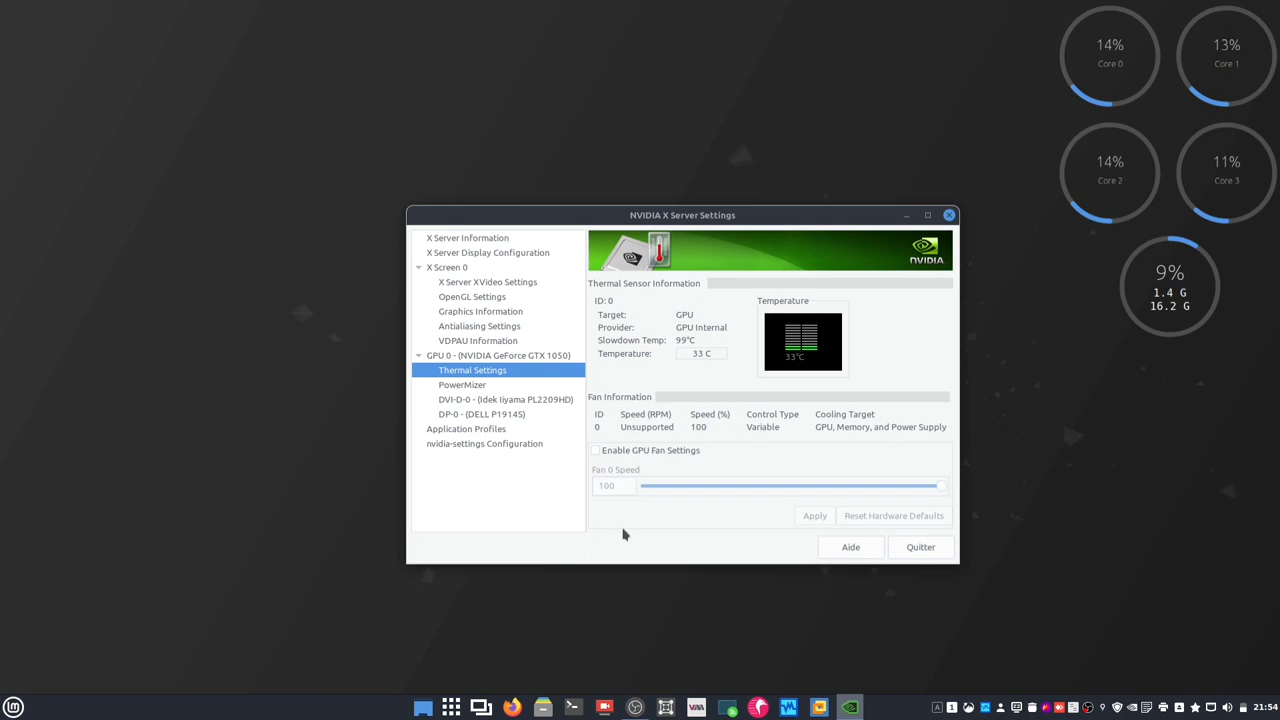 14%
Core 0
13%
Core 1
14%
Core 2
11%
Core 3
9%
1.4 G
16.2 G
NVIDIA X Server Settings
X Server Information
X Server Display Configuration
X Screen 0
X Server XVideo Settings
OpenGL Settings
Graphics Information
Antialiasing Settings
VDPAU Information
GPU 0 - (NVIDIA GeForce GTX 1050)
Thermal Settings
PowerMizer
DVI-D-0 - (Idek Iiyama PL2209HD)
DP-0 - (DELL P1914S)
Application Profiles
nvidia-settings Configuration
NVIDIA
Thermal Sensor Information
ID: 0
Temperature
Target: GPU
Provider: GPU Internal
Slowdown Temp: 99°C
Temperature: 33 C
33°C
Fan Information
ID Speed (RPM) Speed (%) Control Type Cooling Target
0 Unsupported 100 Variable GPU, Memory, and Power Supply
Enable GPU Fan Settings
Fan 0 Speed
100
Apply Reset Hardware Defaults
Aide Quitter
A 1 21:54